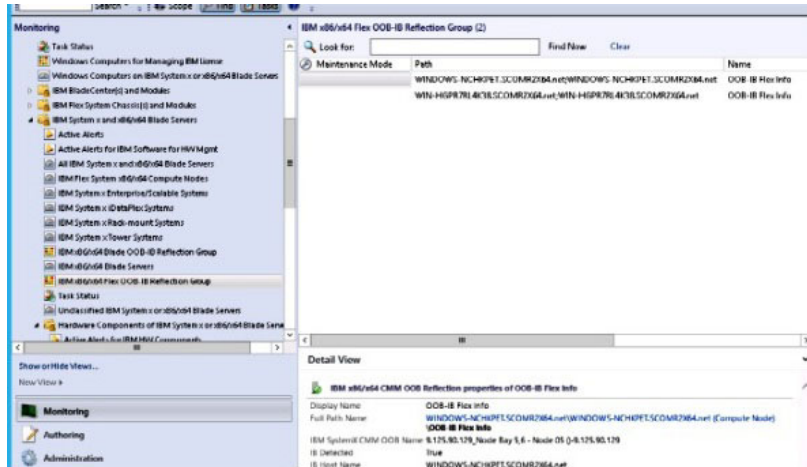 Search
Scope
Find
Tasks
Monitoring
Task Status
Windows Computers for Managing IBM License
Windows Computers on IBM System x or x86/x64 Blade Servers
IBM BladeCenter(s) and Modules
IBM Flex System Chassis(s) and Modules
IBM System x and x86/x64 Blade Servers
Active Alerts
Active Alerts for IBM Software for HW Mgmt
All IBM System x and x86/x64 Blade Servers
IBM Flex System x86/x64 Compute Nodes
IBM System x Enterprise/Scalable Systems
IBM System x iDataPlex Systems
IBM System x Rack-mount Systems
IBM System x Tower Systems
IBM x86/x64 Blade OOB-IB Reflection Group
IBM x86/x64 Blade Servers
IBM x86/x64 Flex OOB-IB Reflection Group
Task Status
Unclassified IBM System x or x86/x64 Blade Servers
Hardware Components of IBM System x or x86/x64 Blade Serve
Active Alerts for IBM HW Components
Show or Hide Views...
New View
Monitoring
Authoring
Administration
IBM x86/x64 Flex OOB-IB Reflection Group (2)
Look for:
Find Now
Clear
Maintenance Mode Path Name
WINDOWS-NCHKPET.SCOMR2X64.net;WINDOWS-NCHKPET.SCOMR2X64.net OOB-IB Flex Info
OOB-IB Flex Info
Detail View
IBM x86/x64 CMM OOB Reflection properties of OOB-IB Flex Info
Display Name OOB-IB Flex Info
Full Path Name WINDOWS-NCHKPET.SCOMR2X64.net\WINDOWS-NCHKPET.SCOMR2X64.net (Compute Node)
\OOB-IB Flex Info
CMM OOB Name 9.125.90.129_Node Bay 5,6 - Node OS ()-9.125.90.129
IB Detected True
IB Host Name WINDOWS-NCHKPET.SCOMR2X64.net